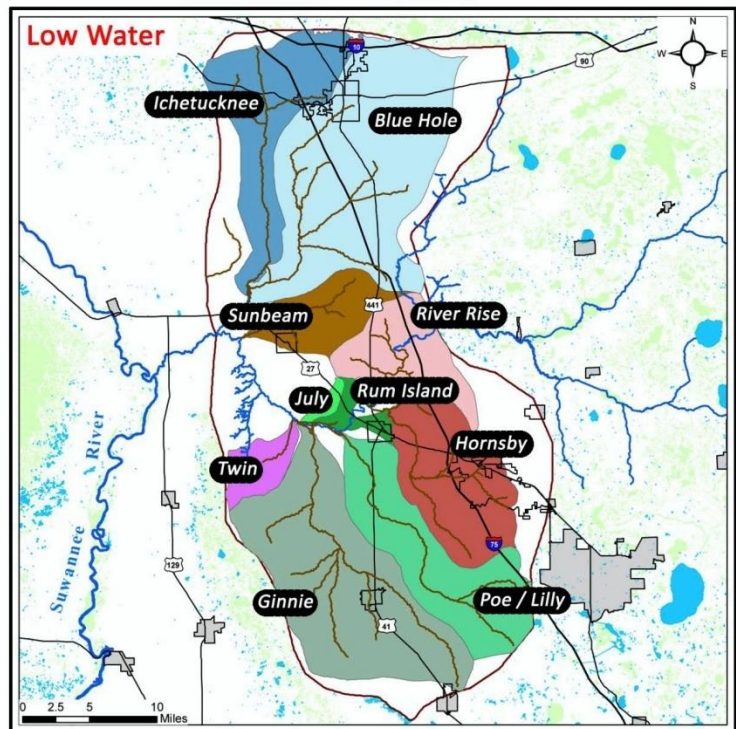 Low Water
N
W E
S
10
90
Ichetucknee
Blue Hole
441
Sunbeam
River Rise
27
July
Rum Island
Hornsby
Twin
Suwannee River
129
75
Ginnie
Poe / Lilly
41
0 2.5 5 10
Miles